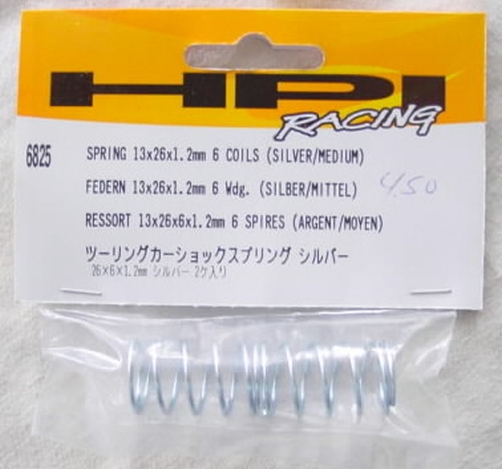 HPI
RACING
6825
SPRING 13x26x1.2mm 6 COILS (SILVER/MEDIUM)
FEDERN 13x26x1.2mm 6 Wdg. (SILBER/MITTEL)
4.50
RESSORT 13x26x6x1.2mm 6 SPIRES (ARGENT/MOYEN)
ツーリングカーショックスプリング シルバー
26×6×1.2mm シルバー 2ケ入り